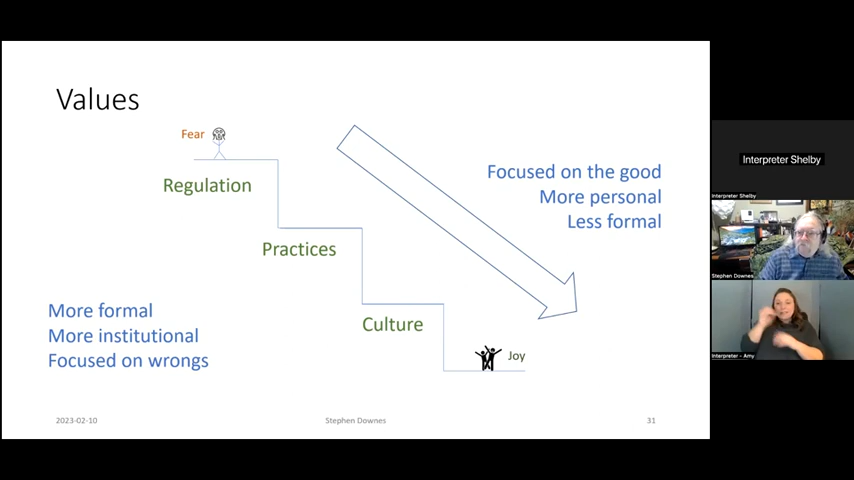 Values
Fear
Regulation
Practices
Culture
Joy
Focused on the good
More personal
Less formal
More formal
More institutional
Focused on wrongs
2023-02-10
Stephen Downes
31
Interpreter Shelby
Interpreter Shelby
Stephen Downes
Interpreter - Amy